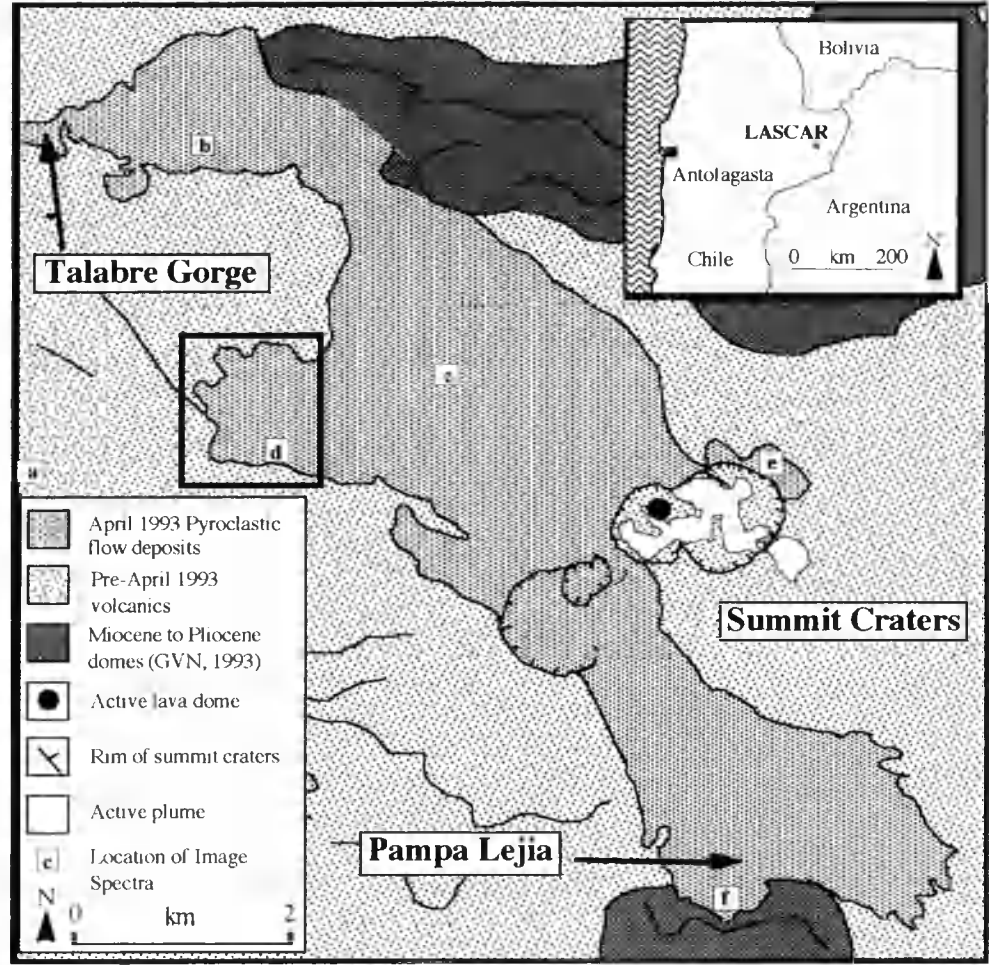 Bolivia
LASCAR
Antofagasta
Argentina
Chile
0 km 200
N
b
Talabre Gorge
c
d
e
a
April 1993 Pyroclastic
flow deposits
Pre-April 1993
volcanics
Miocene to Pliocene
domes (GVN, 1993)
Active lava dome
Rim of summit craters
Active plume
c
Location of Image
Spectra
N
0 km 2
Summit Craters
Pampa Lejia
f